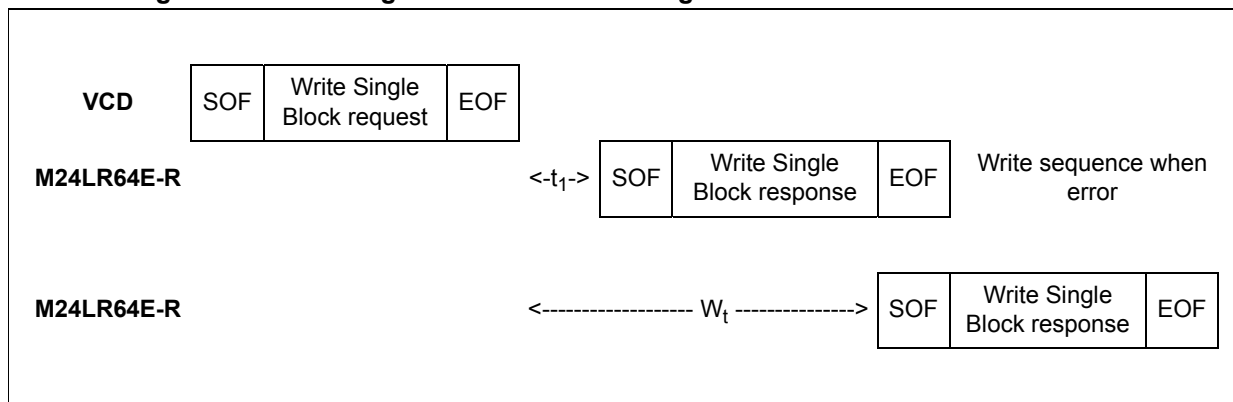 VCD SOF Write Single EOF
Block request
M24LR64E-R <-t1-> SOF Write Single EOF Write sequence when
Block response error
M24LR64E-R <------------------- Wt ---------------> SOF Write Single EOF
Block response